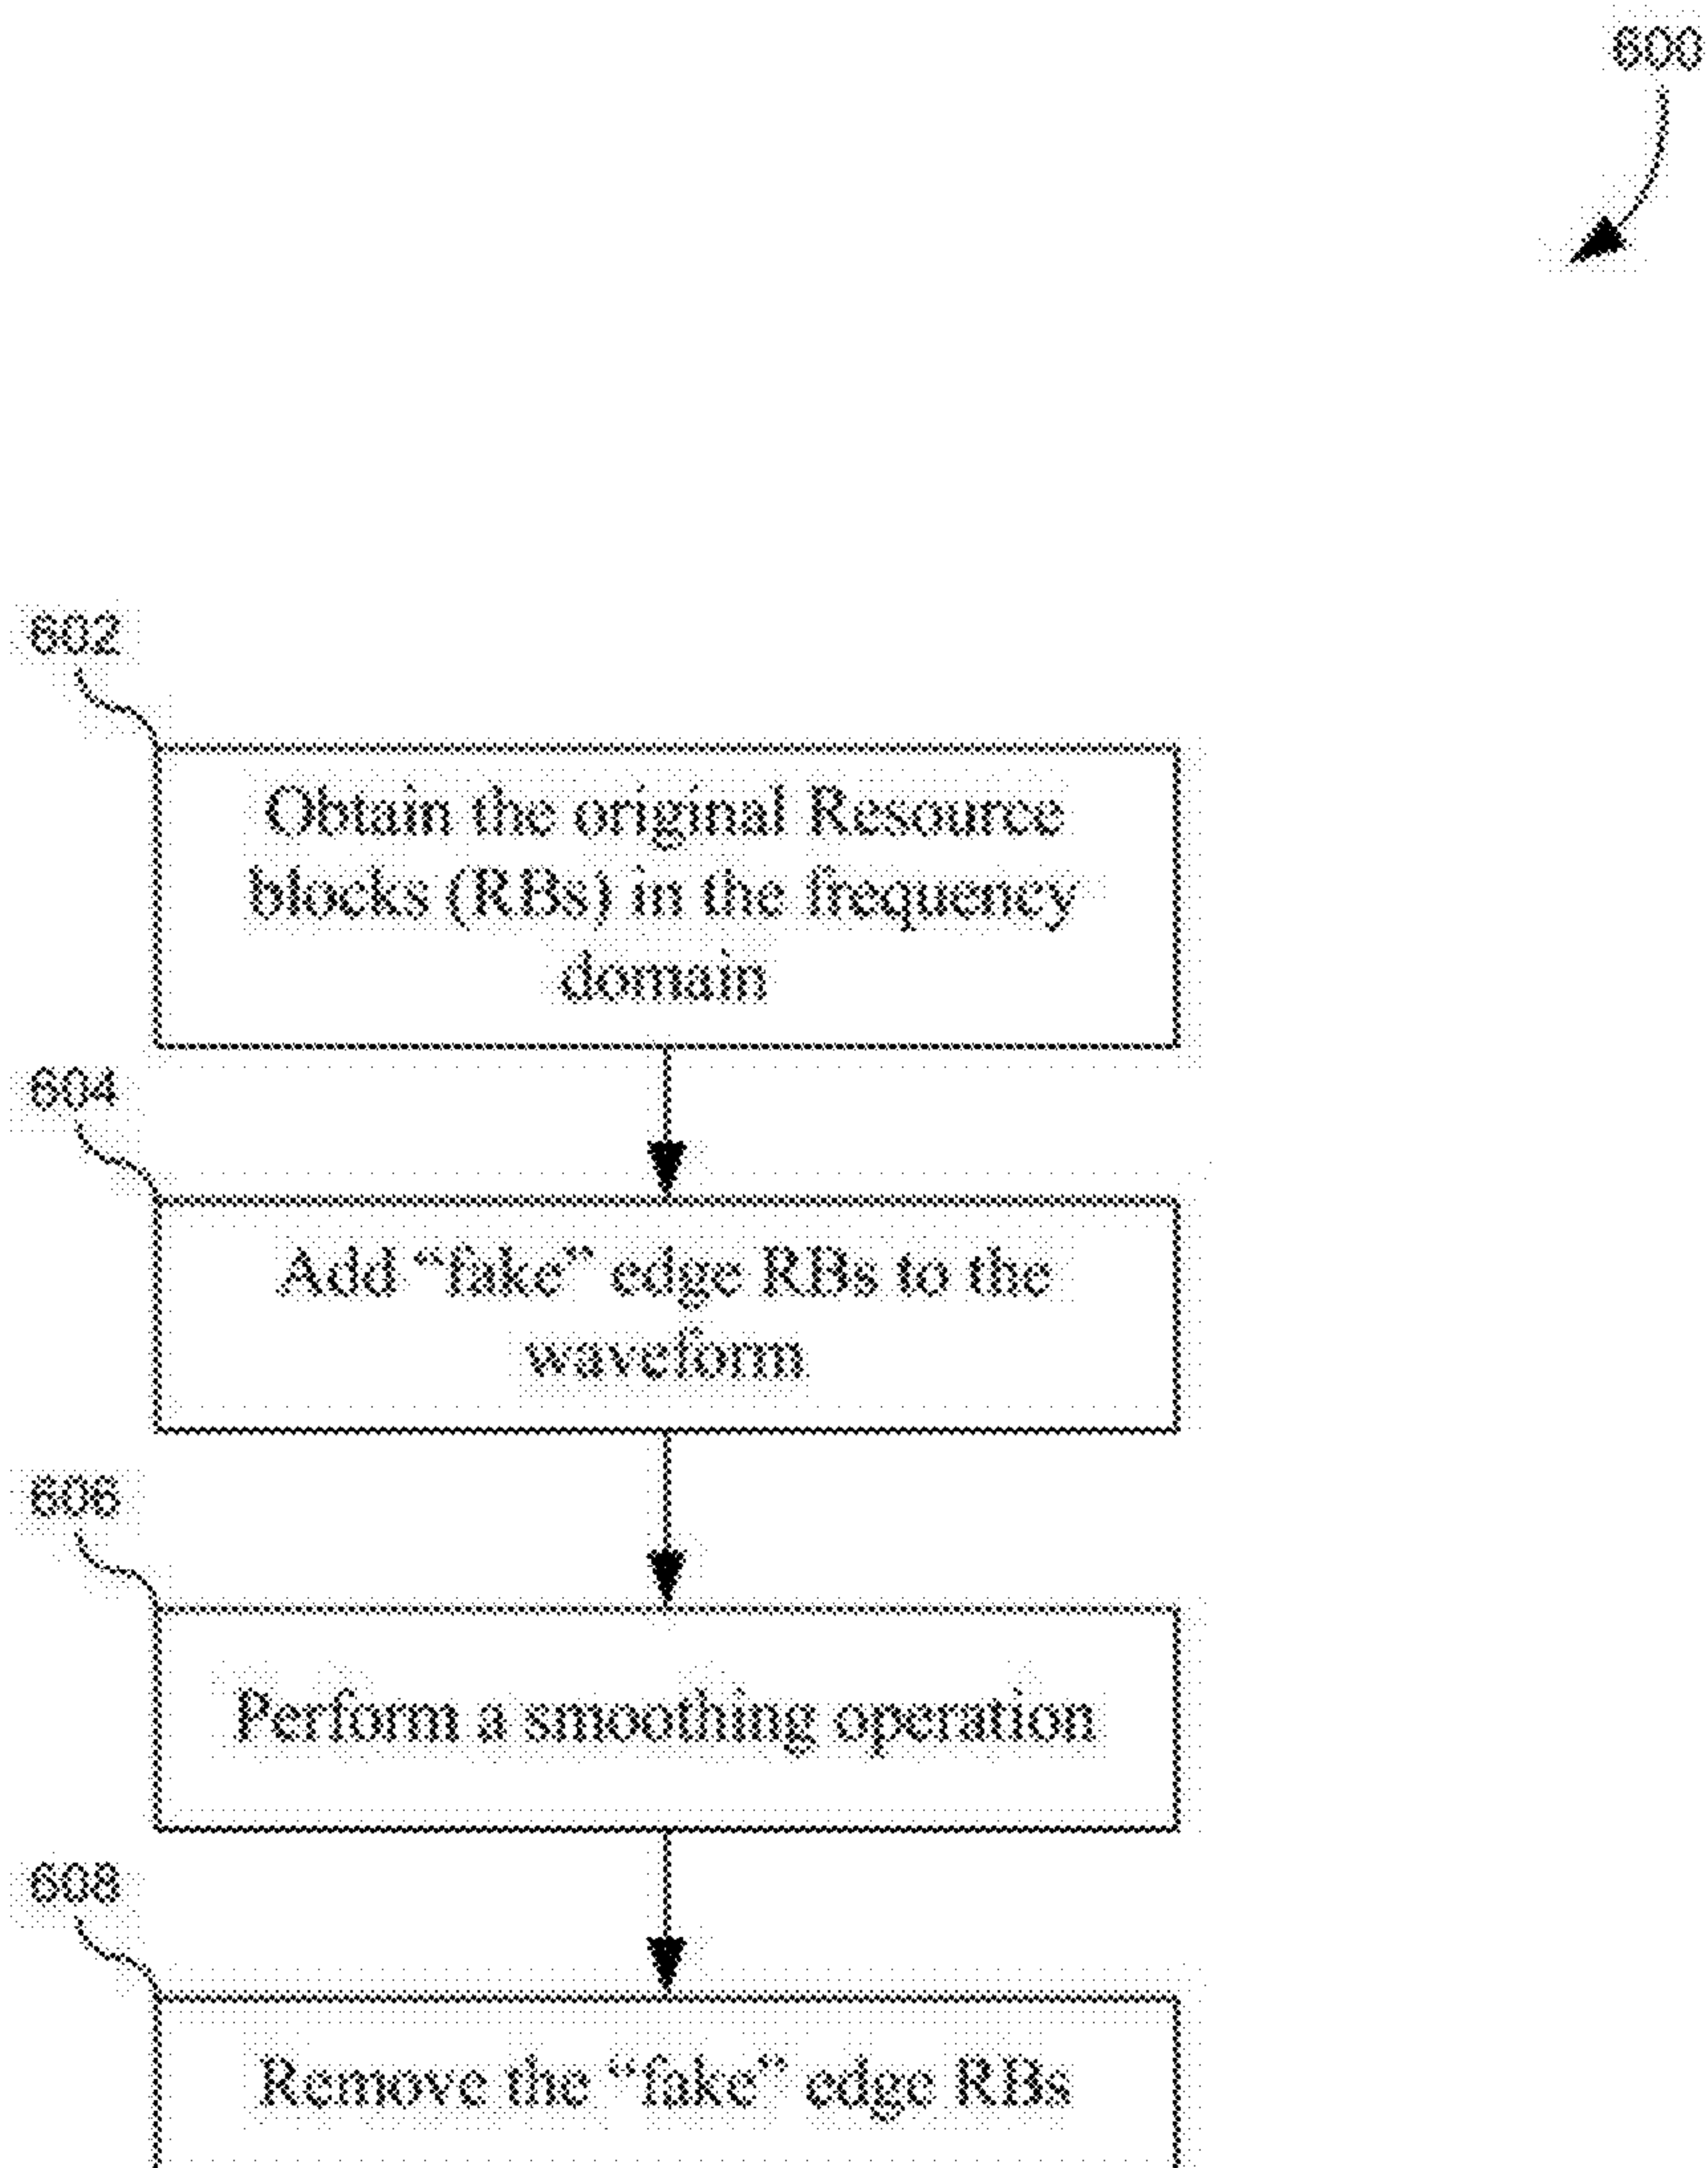 600
602
Obtain the original Resource
blocks (RBs) in the frequency
domain
604
Add “fake” edge RBs to the
waveform
606
Perform a smoothing operation
608
Remove the “fake” edge RBs